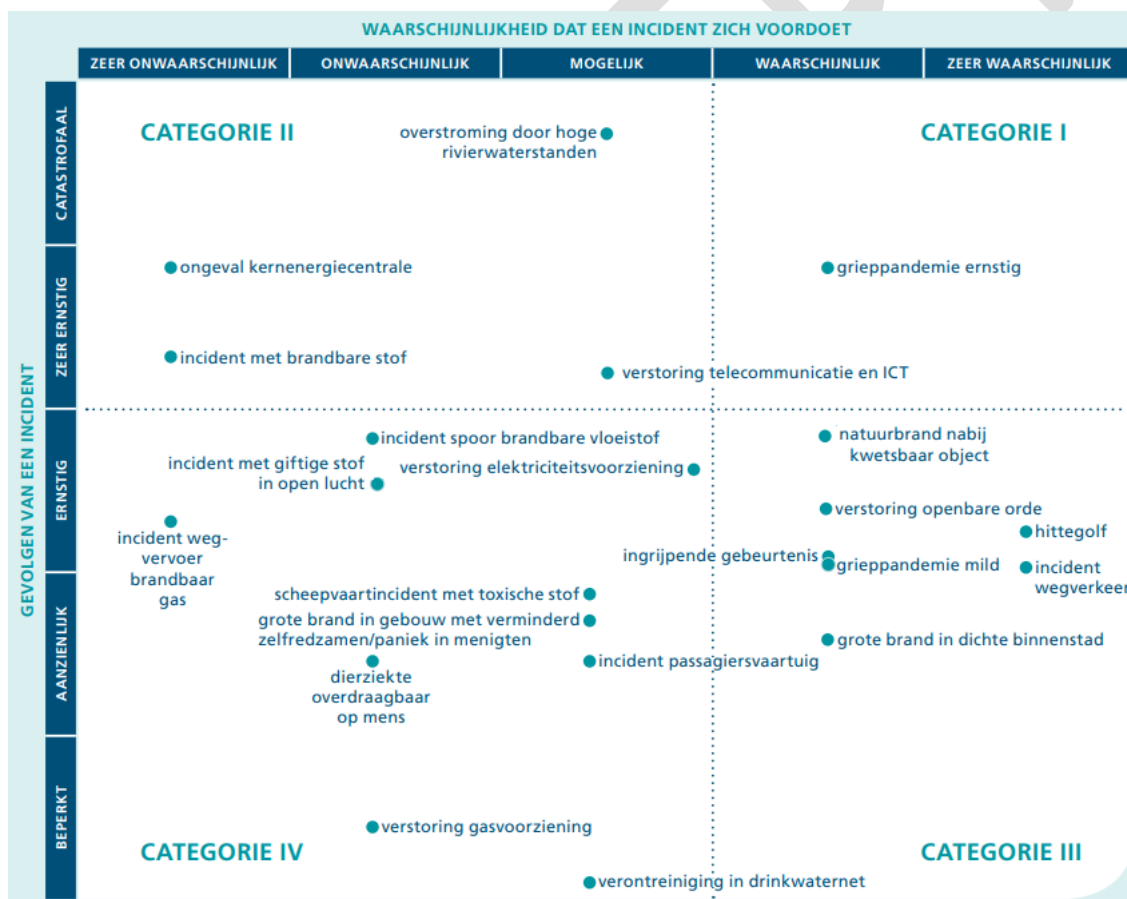 WAARSCHIJNLIJKHEID DAT EEN INCIDENT ZICH VOORDOET
ZEER ONWAARSCHIJNLIJK
ONWAARSCHIJNLIJK
MOGELIJK
WAARSCHIJNLIJK
ZEER WAARSCHIJNLIJK
GEVOLGEN VAN EEN INCIDENT
CATASTROFAAL
CATEGORIE II
overstroming door hoge
rivierwaterstanden
CATEGORIE I
ZEER ERNSTIG
ongeval kernenergiecentrale
grieppandemie ernstig
incident met brandbare stof
verstoring telecommunicatie en ICT
ERNSTIG
incident spoor brandbare vloeistof
natuurbrand nabij
kwetsbaar object
incident met giftige stof
in open lucht
verstoring elektriciteitsvoorziening
verstoring openbare orde
incident weg-
vervoer
brandbaar
gas
hittegolf
ingrijpende gebeurtenis
grieppandemie mild
incident
wegverkeer
AANZIENLIJK
scheepvaartincident met toxische stof
grote brand in gebouw met verminderd
zelfredzamen/paniek in menigten
grote brand in dichte binnenstad
dierziekte
overdraagbaar
op mens
incident passagiersvaartuig
BEPERKT
verstoring gasvoorziening
CATEGORIE IV
CATEGORIE III
verontreiniging in drinkwaternet